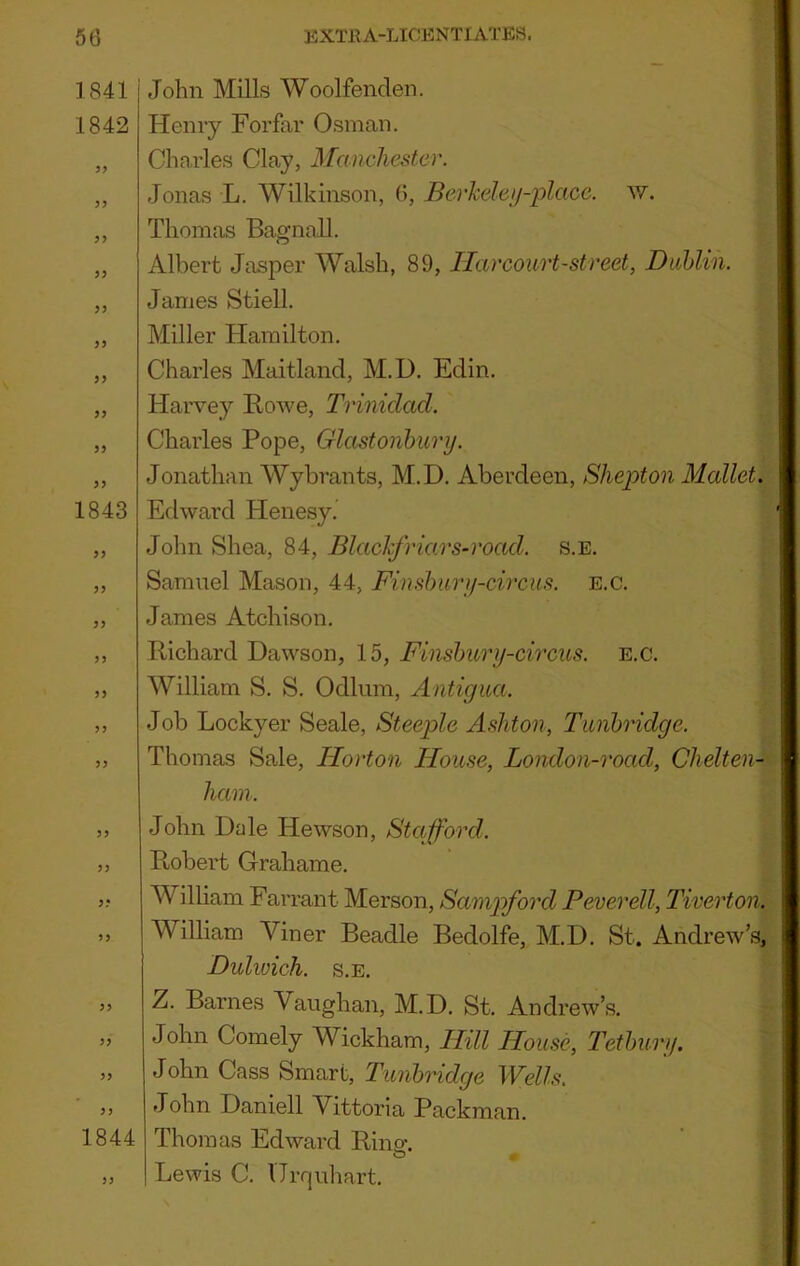 56 EXTRA-LICENTIATES.
1841 John Mills Woolfenden.
1842 Henry Forfar Osman.
,, Charles Clay, Manchester.
,, Jonas L. Wilkinson, 6, Berkeley-place. W.
,, Thomas Bagnall.
,, Albert Jasper Walsh, 89, Harcourt-street, Dublin.
,, James Stiell.
,, Miller Hamilton.
,, Charles Maitland, M.D. Edin.
,, Harvey Rowe, Trinidad.
,, Charles Pope, Glastonbury.
,, Jonathan Wybrants, M.D. Aberdeen, Shepton Mallet.
1843 Edward Henesy.
,, John Shea, 84, Blackfriars-road. S.E.
,, Samuel Mason, 44, Finsbury-circus. E.C.
,, James Atchison.
,, Richard Dawson, 15, Finsbury-circus. E.C.
,, William S. S. Odlum, Antigua.
,, Job Lockyer Seale, Steeple Ashton, Tunbridge.
,, Thomas Sale, Horton House, London-road, Chelten-
ham.
,, John Dale Hewson, Stafford.
,, Robert Grahame.
,, William Farrant Merson, Sampford Peverell, Tiverton.
,, William Viner Beadle Bedolfe, M.D. St. Andrew's,
Dulwich. S.E.
,, Z. Barnes Vaughan, M.D. St. Andrew's.
,, John Comely Wickham, Hill House, Tetbury.
,, John Cass Smart, Tunbridge Wells.
,, John Daniell Vittoria Packman.
1844 Thomas Edward Ring.
,, Lewis C. Urquhart.